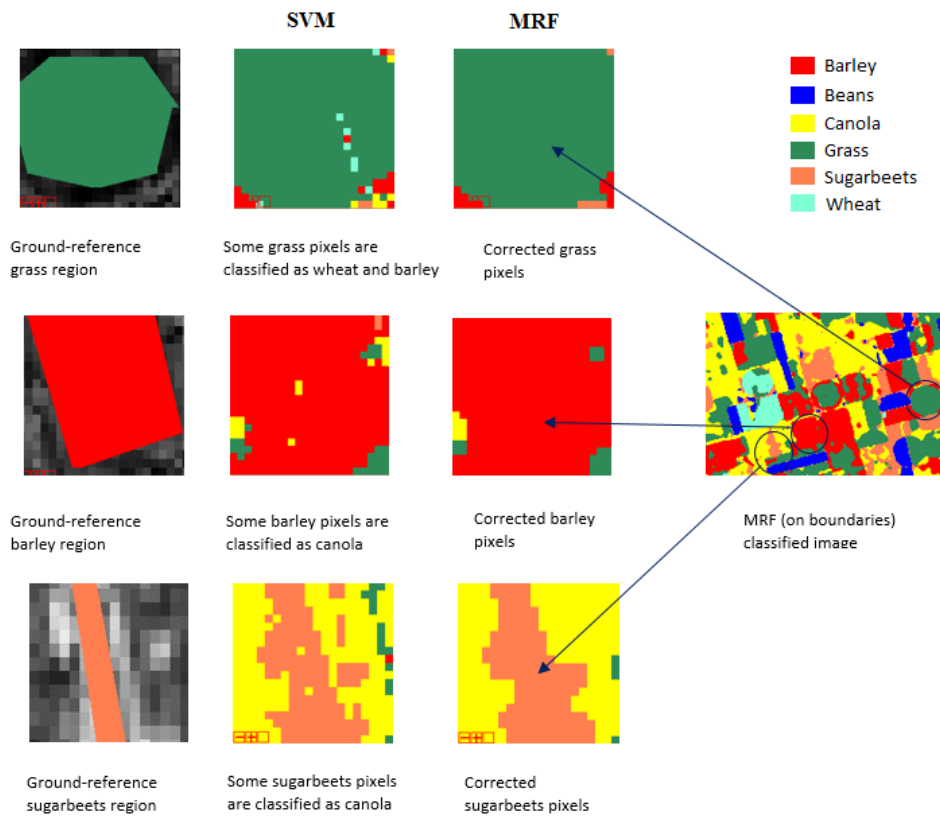 SVM
MRF
Barley
Beans
Canola
Grass
Sugarbeets
Wheat
Ground-reference
grass region
Some grass pixels are
classified as wheat and barley
Corrected grass
pixels
Ground-reference
barley region
Some barley pixels are
classified as canola
Corrected barley
pixels
MRF (on boundaries)
classified image
Ground-reference
sugarbeets region
Some sugarbeets pixels
are classified as canola
Corrected
sugarbeets pixels